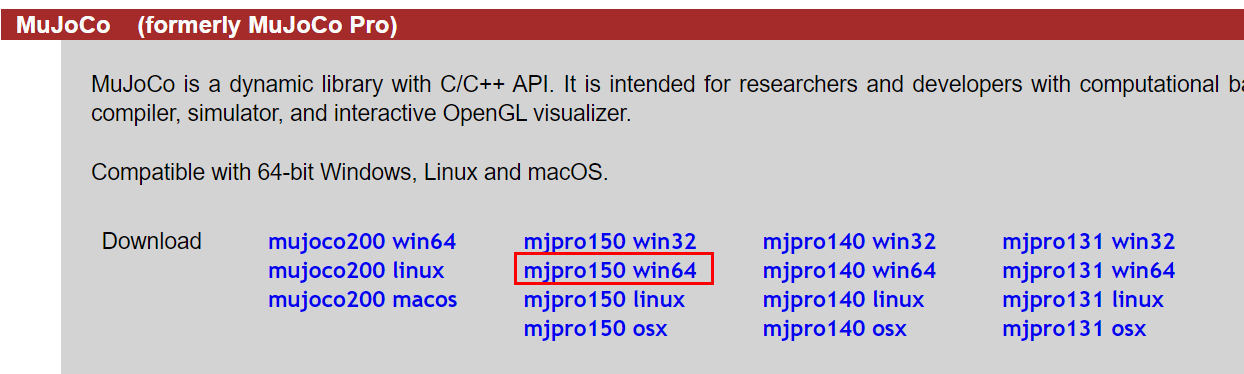 MuJoCo (formerly MuJoCo Pro)
MuJoCo is a dynamic library with C/C++ API. It is intended for researchers and developers with computational
compiler, simulator, and interactive OpenGL visualizer.
Compatible with 64-bit Windows, Linux and macOS.
Download mujoco200 win64 mjpro150 win32 mjpro140 win32 mjpro131 win32
mujoco200 linux mjpro150 win64 mjpro140 win64 mjpro131 win64
mujoco200 macos mjpro150 linux mjpro140 linux mjpro131 linux
mjpro150 osx mjpro140 osx mjpro131 osx